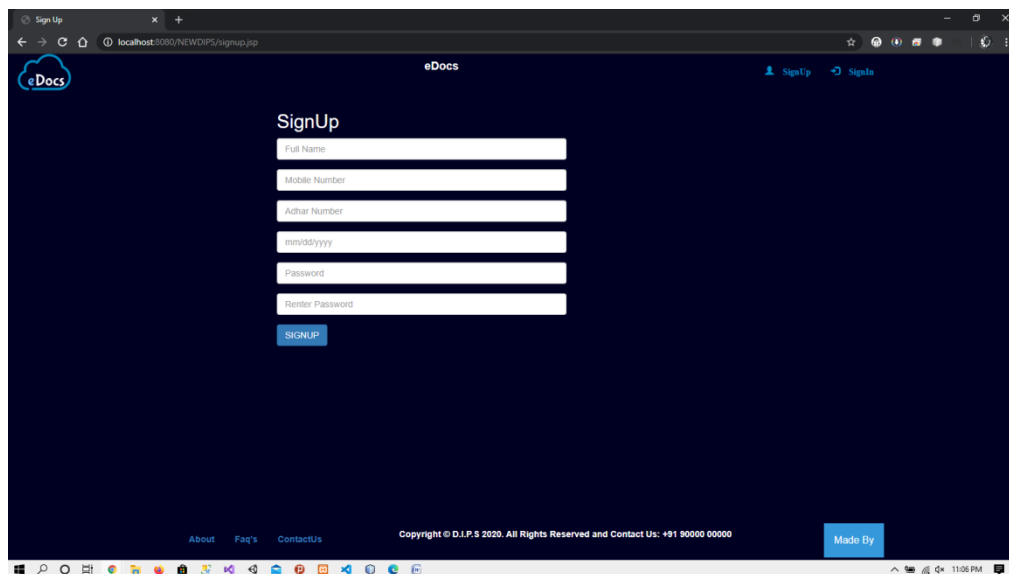 Sign Up
localhost:8080/NEWDIPS/signup.jsp
eDocs
eDocs
SignUp
SignIn
SignUp
Full Name
Mobile Number
Adhar Number
mm/dd/yyyy
Password
Renter Password
SIGNUP
About Faq's ContactUs
Copyright © D.I.P.S 2020. All Rights Reserved and Contact Us: +91 90000 00000
Made By
11:06 PM